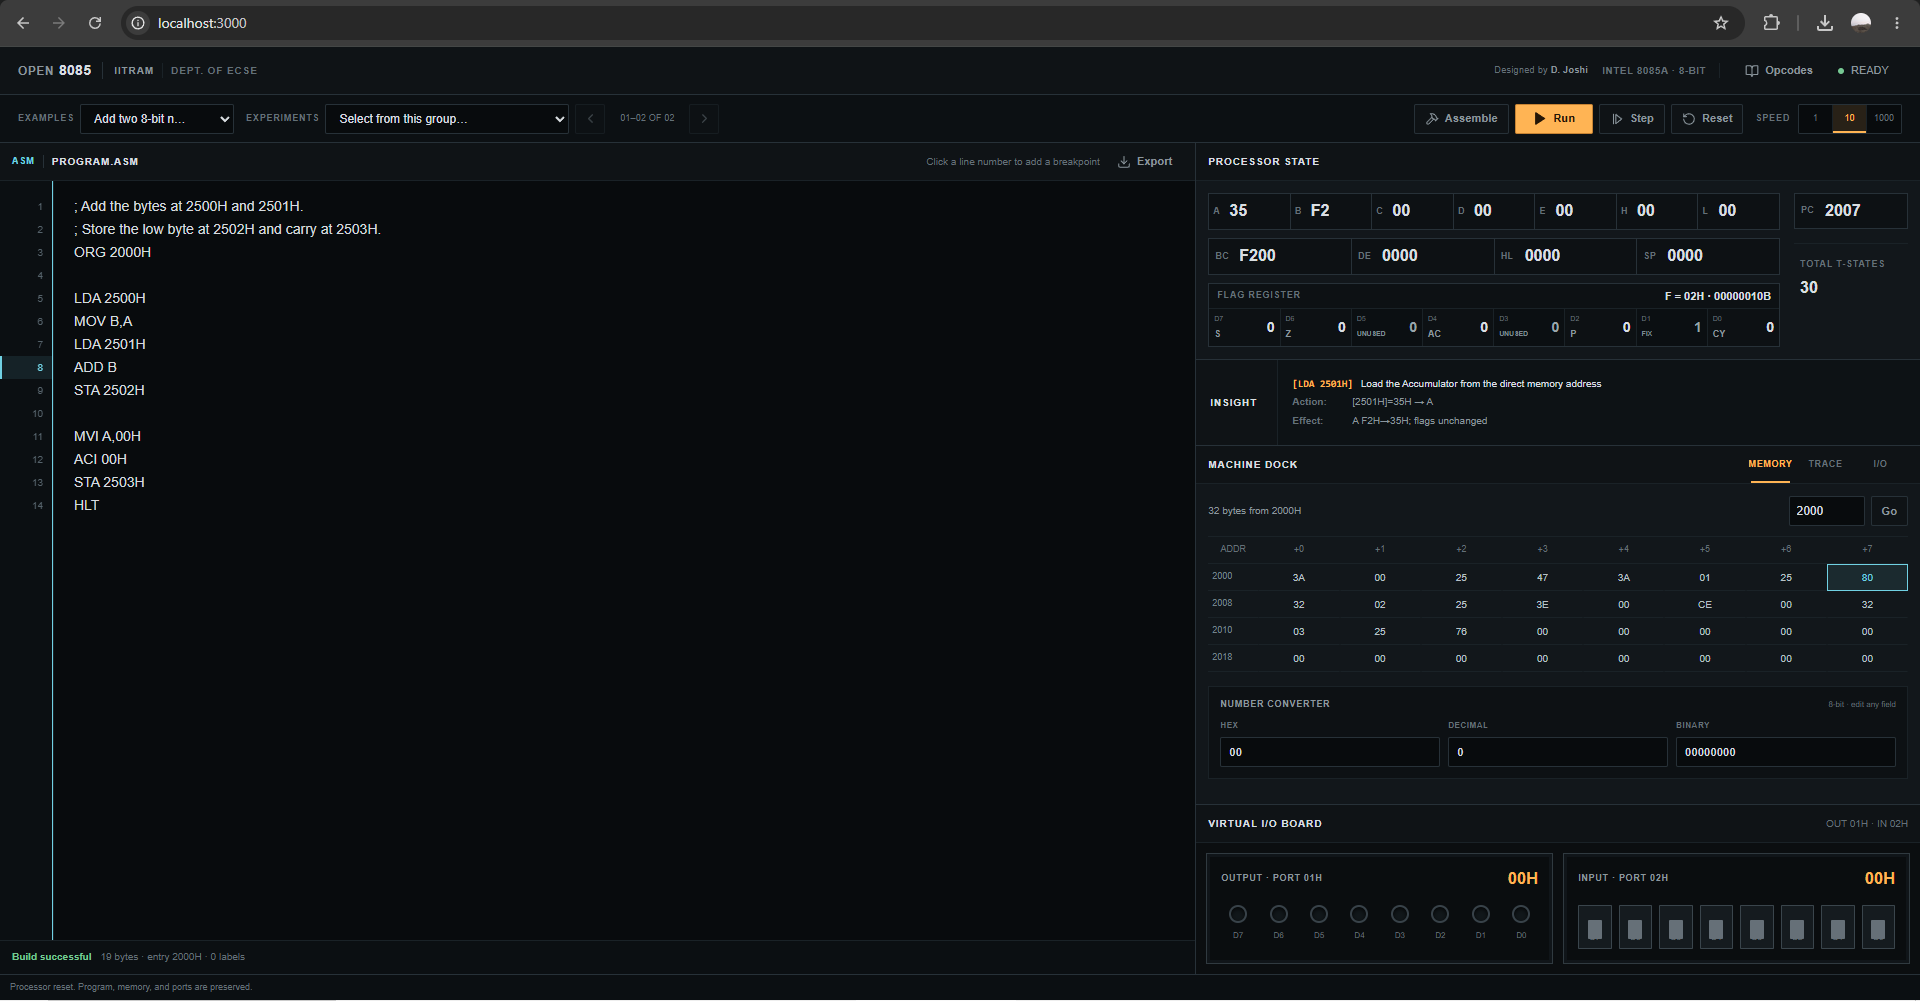 localhost:3000
OPEN 8085 IITRAM DEPT. OF ECSE
Designed by D. Joshi INTEL 8085A · 8-BIT Opcodes READY
EXAMPLES Add two 8-bit n... EXPERIMENTS Select from this group... 01–02 OF 02
Assemble Run Step Reset SPEED 1 10 1000
ASM PROGRAM.ASM Click a line number to add a breakpoint Export
1 ; Add the bytes at 2500H and 2501H.
2 ; Store the low byte at 2502H and carry at 2503H.
3 ORG 2000H
4
5 LDA 2500H
6 MOV B,A
7 LDA 2501H
8 ADD B
9 STA 2502H
10
11 MVI A,00H
12 ACI 00H
13 STA 2503H
14 HLT
Build successful 19 bytes · entry 2000H · 0 labels
Processor reset. Program, memory, and ports are preserved.
PROCESSOR STATE
A 35 B F2 C 00 D 00 E 00 H 00 L 00 PC 2007
BC F200 DE 0000 HL 0000 SP 0000
TOTAL T-STATES
30
FLAG REGISTER F = 02H · 00000010B
D7 D6 D5 D4 D3 D2 D1 D0
S 0 Z 0 UNUSED 0 AC 0 UNUSED 0 P 0 FIX 1 CY 0
INSIGHT
[LDA 2501H] Load the Accumulator from the direct memory address
Action: [2501H]=35H → A
Effect: A F2H→35H; flags unchanged
MACHINE DOCK MEMORY TRACE I/O
32 bytes from 2000H 2000 Go
ADDR +0 +1 +2 +3 +4 +5 +6 +7
2000 3A 00 25 47 3A 01 25 80
2008 32 02 25 3E 00 CE 00 32
2010 03 25 76 00 00 00 00 00
2018 00 00 00 00 00 00 00 00
NUMBER CONVERTER 8-bit · edit any field
HEX DECIMAL BINARY
00 0 00000000
VIRTUAL I/O BOARD OUT 01H · IN 02H
OUTPUT · PORT 01H 00H
D7 D6 D5 D4 D3 D2 D1 D0
INPUT · PORT 02H 00H